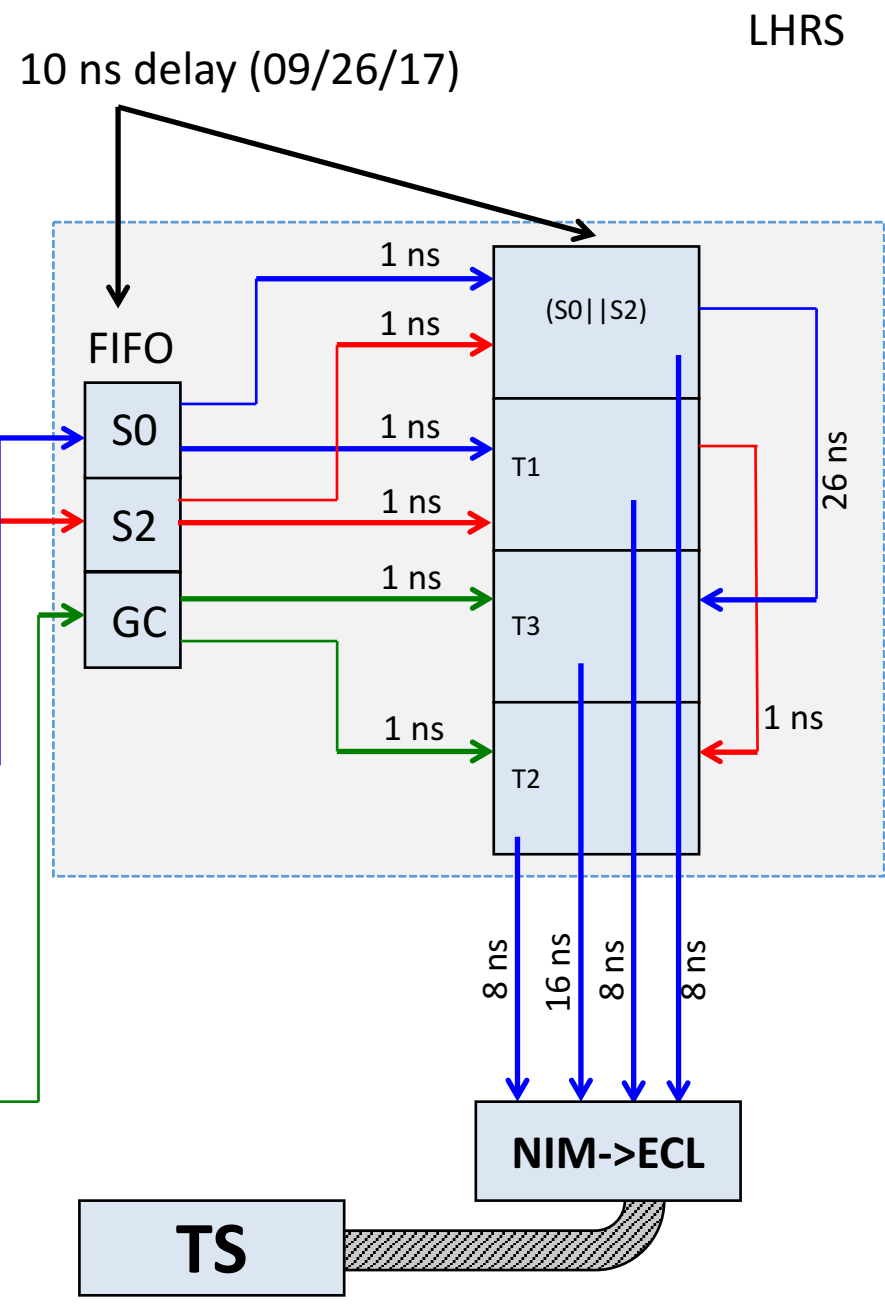 LHRS
10 ns delay (09/26/17)
1 ns
(S0||S2)
1 ns
FIFO
S0
1 ns
T1
26 ns
1 ns
S2
1 ns
GC
T3
1 ns
1 ns
T2
8 ns
16 ns
8 ns
8 ns
NIM->ECL
TS